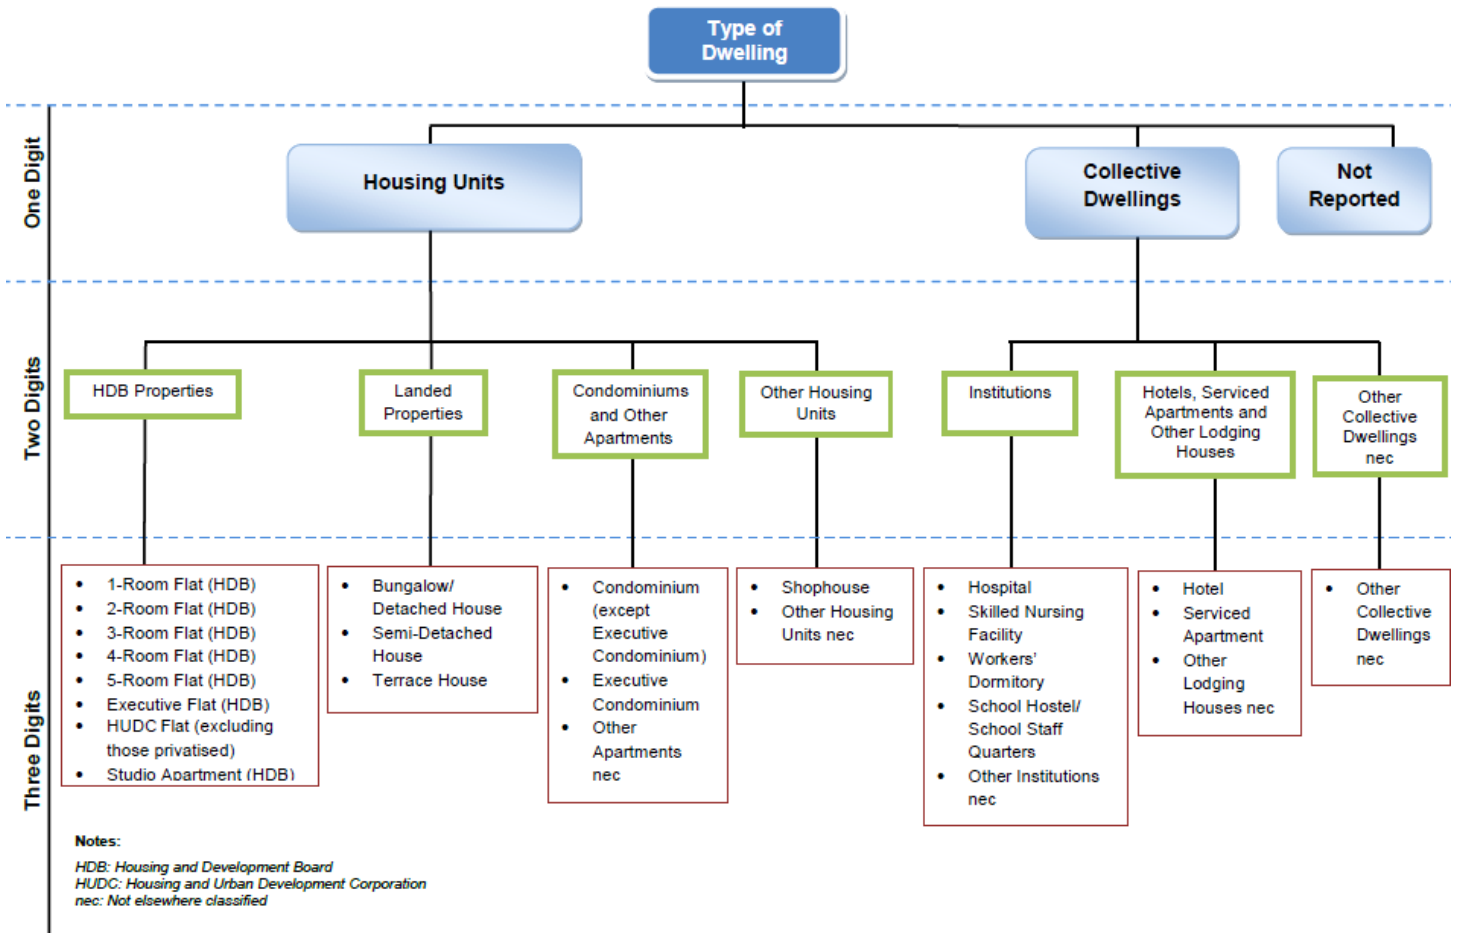 Type of
Dwelling
One Digit
Housing Units
Collective
Dwellings
Not
Reported
Two Digits
HDB Properties
Landed
Properties
Condominiums
and Other
Apartments
Other Housing
Units
Institutions
Hotels, Serviced
Apartments and
Other Lodging
Houses
Other
Collective
Dwellings
nec
Three Digits
• 1-Room Flat (HDB)
• 2-Room Flat (HDB)
• 3-Room Flat (HDB)
• 4-Room Flat (HDB)
• 5-Room Flat (HDB)
• Executive Flat (HDB)
• HUDC Flat (excluding
those privatised)
• Studio Apartment (HDB)
• Bungalow/
Detached House
• Semi-Detached
House
• Terrace House
• Condominium
(except
Executive
Condominium)
• Executive
Condominium
• Other
Apartments
nec
• Shophouse
• Other Housing
Units nec
• Hospital
• Skilled Nursing
Facility
• Workers'
Dormitory
• School Hostel/
School Staff
Quarters
• Other Institutions
nec
• Hotel
• Serviced
Apartment
• Other
Lodging
Houses nec
• Other
Collective
Dwellings
nec
Notes:
HDB: Housing and Development Board
HUDC: Housing and Urban Development Corporation
nec: Not elsewhere classified